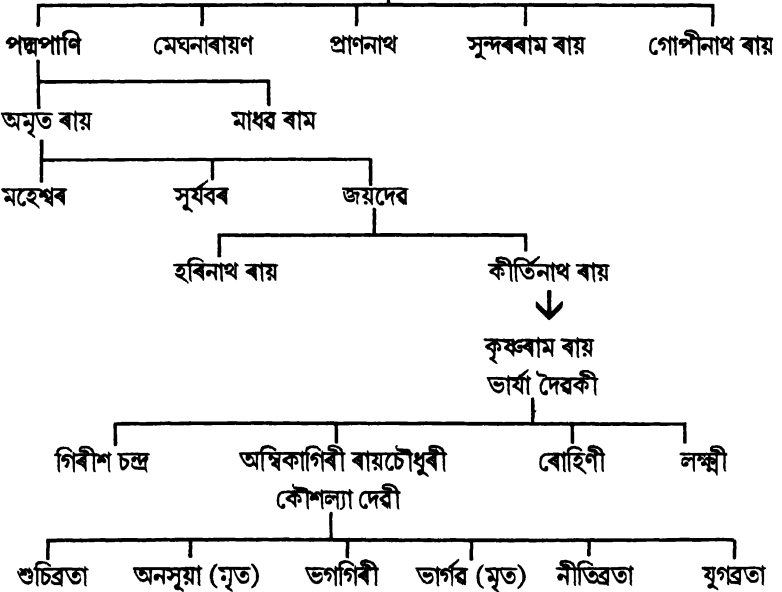 পদ্মপাণি মেঘনাৰায়ণ প্ৰাণনাথ সুন্দৰৰাম ৰায় গোপীনাথ ৰায়
অমৃত ৰায় মাধৱ ৰাম
মহেশ্বৰ সূৰ্যবৰ জয়দেৱ
হৰিনাথ ৰায় কীৰ্তিনাথ ৰায়
কৃষ্ণৰাম ৰায়
ভাৰ্যা দৈৱকী
গিৰীশ চন্দ্ৰ অম্বিকাগিৰী ৰায়চৌধুৰী ৰোহিণী লক্ষ্মী
কৌশল্যা দেৱী
শুচিব্ৰতা অনসূয়া (মৃত) ভগগিৰী ভাৰ্গৱ (মৃত) নীতিব্ৰতা যুগব্ৰতা